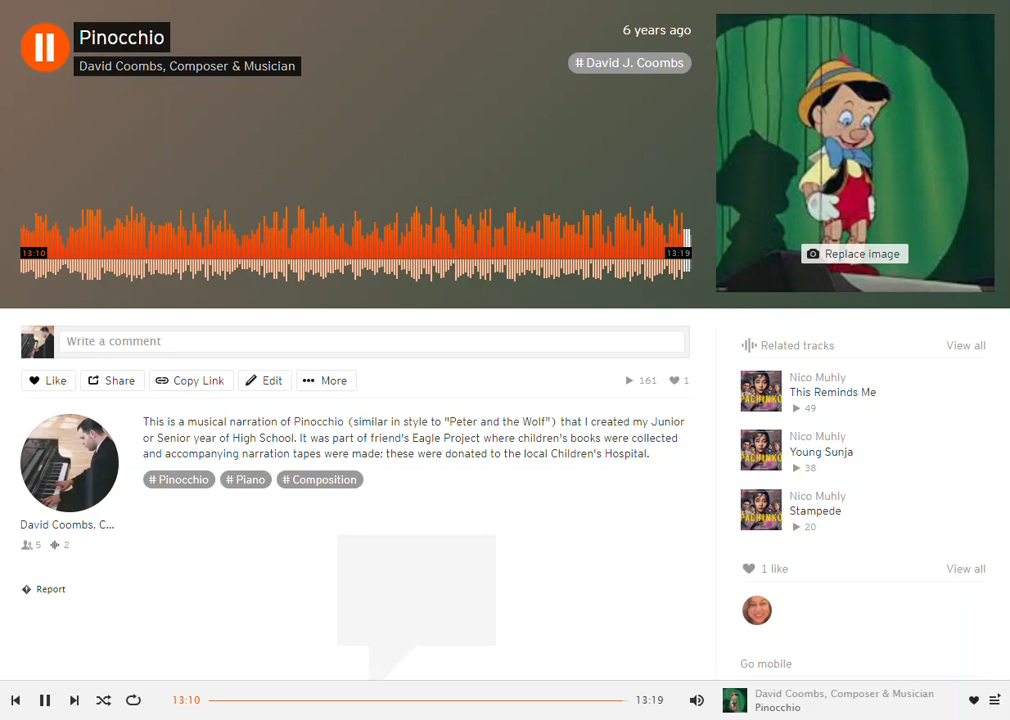 Pinocchio
David Coombs, Composer & Musician
6 years ago
# David J. Coombs
13:10
13:19
Replace image
Write a comment
Like
Share
Copy Link
Edit
More
161
1
This is a musical narration of Pinocchio (similar in style to "Peter and the Wolf") that I created my Junior
or Senior year of High School. It was part of friend's Eagle Project where children's books were collected
and accompanying narration tapes were made; these were donated to the local Children's Hospital.
# Pinocchio
# Piano
# Composition
David Coombs, C...
5
2
Report
Related tracks
View all
PACHINKO
Nico Muhly
This Reminds Me
49
PACHINKO
Nico Muhly
Young Sunja
38
PACHINKO
Nico Muhly
Stampede
20
1 like
View all
Go mobile
13:10
13:19
David Coombs, Composer & Musician
Pinocchio